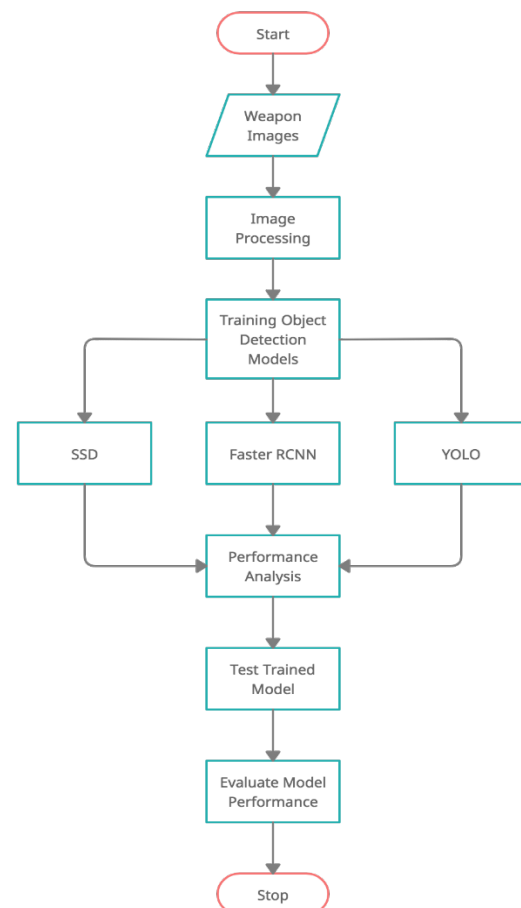 Start
Weapon
Images
Image
Processing
Training Object
Detection
Models
SSD
Faster RCNN
YOLO
Performance
Analysis
Test Trained
Model
Evaluate Model
Performance
Stop